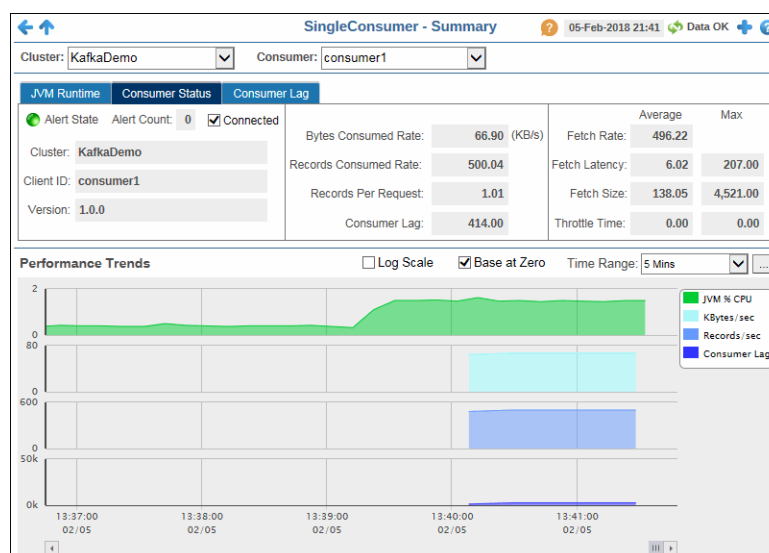 SingleConsumer - Summary
05-Feb-2018 21:41 Data OK
Cluster: KafkaDemo Consumer: consumer1
JVM Runtime Consumer Status Consumer Lag
Alert State Alert Count: 0 Connected
Cluster: KafkaDemo
Client ID: consumer1
Version: 1.0.0
Bytes Consumed Rate: 66.90 (KB/s)
Records Consumed Rate: 500.04
Records Per Request: 1.01
Consumer Lag: 414.00
Average Max
Fetch Rate: 496.22
Fetch Latency: 6.02 207.00
Fetch Size: 138.05 4,521.00
Throttle Time: 0.00 0.00
Performance Trends Log Scale Base at Zero Time Range: 5 Mins ...
2
0
80
0
600
0
50k
0k
JVM % CPU
KBytes/sec
Records/sec
Consumer Lag
13:37:00 13:38:00 13:39:00 13:40:00 13:41:00
02/05 02/05 02/05 02/05 02/05